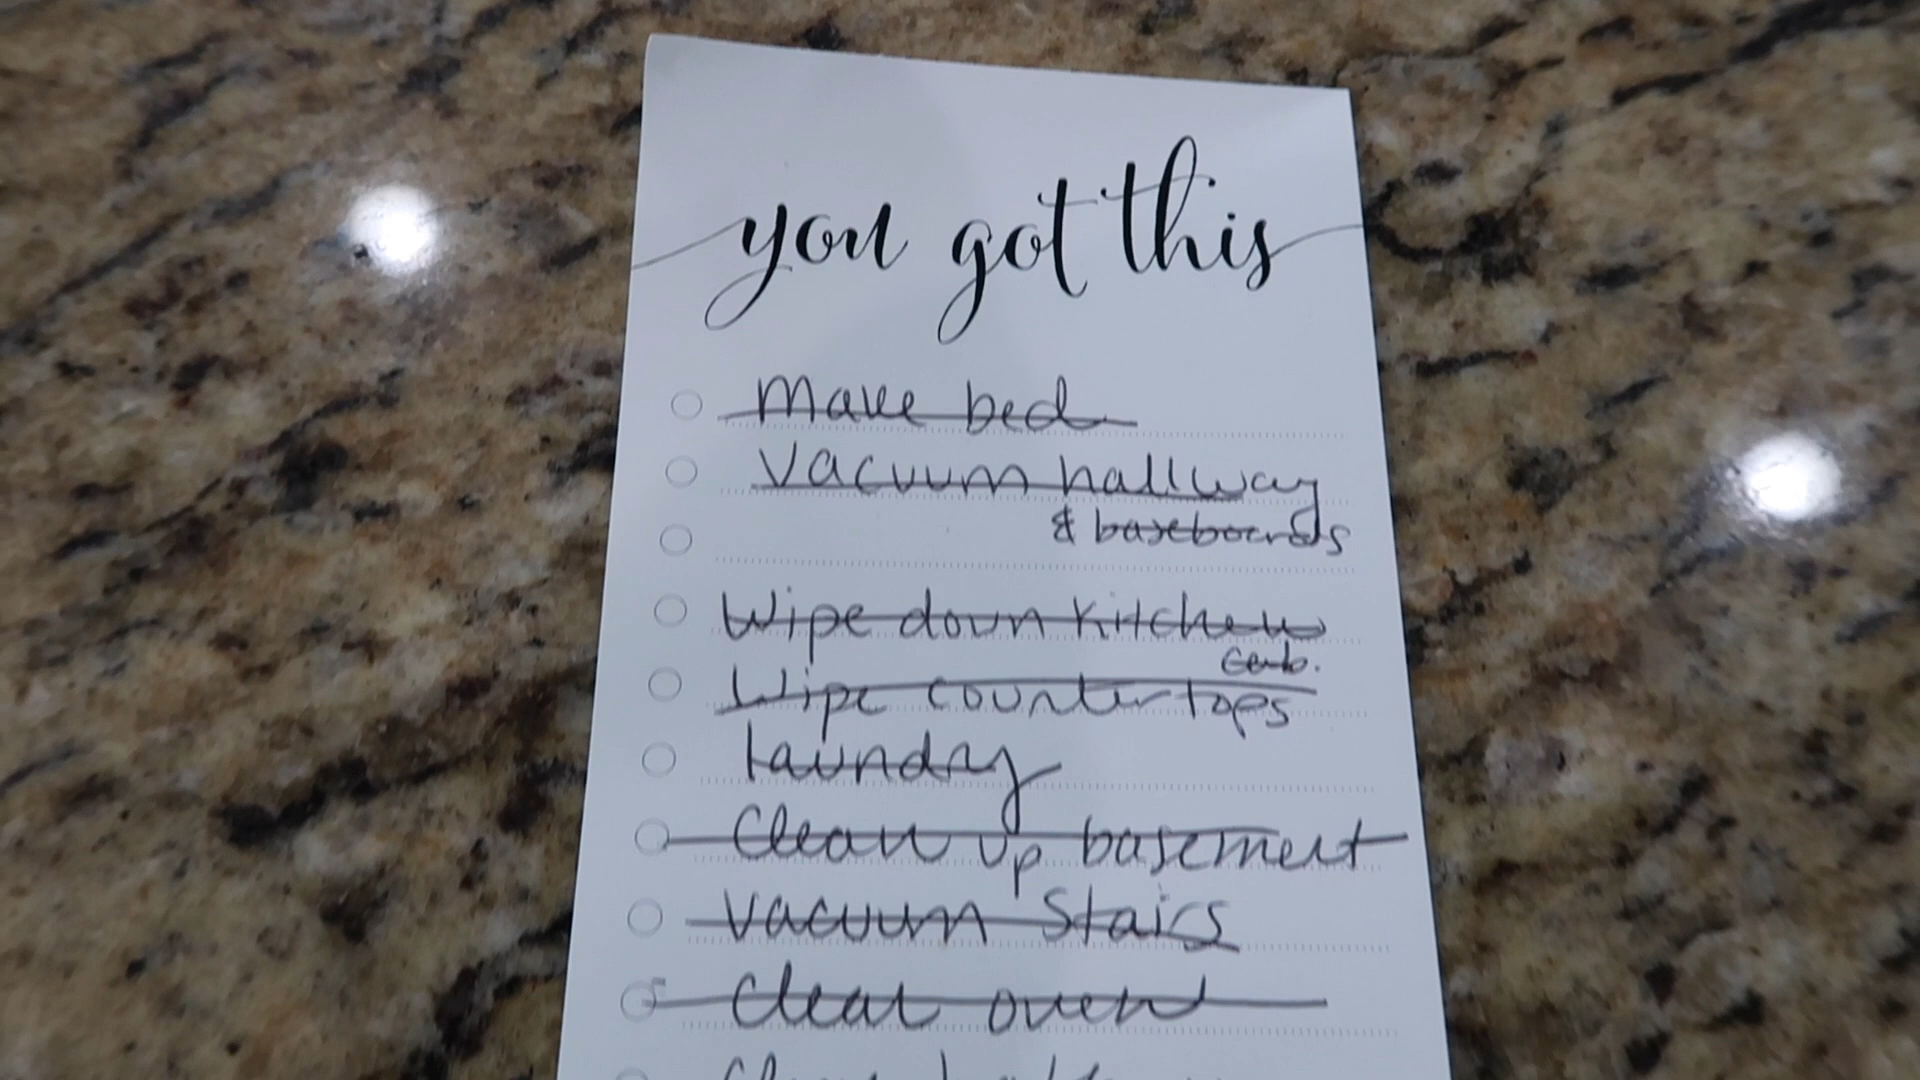 you got this
Make bed
Vacuum hallway
& baseboards
Wipe down kitchen
Wipe countertops
laundry
Clean up basement
Vacuum Stairs
Clean oven